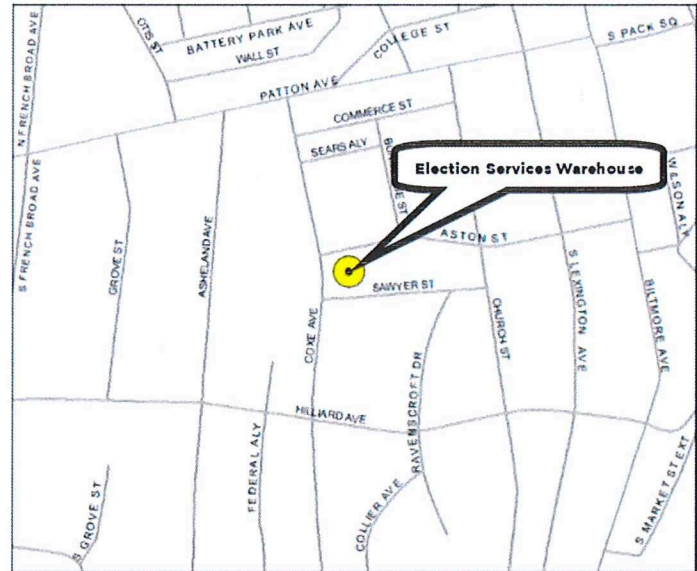 OTIS ST
BATTERY PARK AVE
WALL ST
COLLEGE ST
S PACK SQ
N FRENCH BROAD AVE
PATTON AVE
COMMERCE ST
SEARS ALY
Election Services Warehouse
WILSON ALY
S FRENCH BROAD AVE
GROVE ST
ASHELAND AVE
ASTON ST
SAWYER ST
COXE AVE
CHURCH ST
S LEXINGTON AVE
BILTMORE AVE
RAVENSCROFT DR
HILLIARD AVE
FEDERAL ALY
COLLIER AVE
S GROVE ST
S MARKET ST EXT